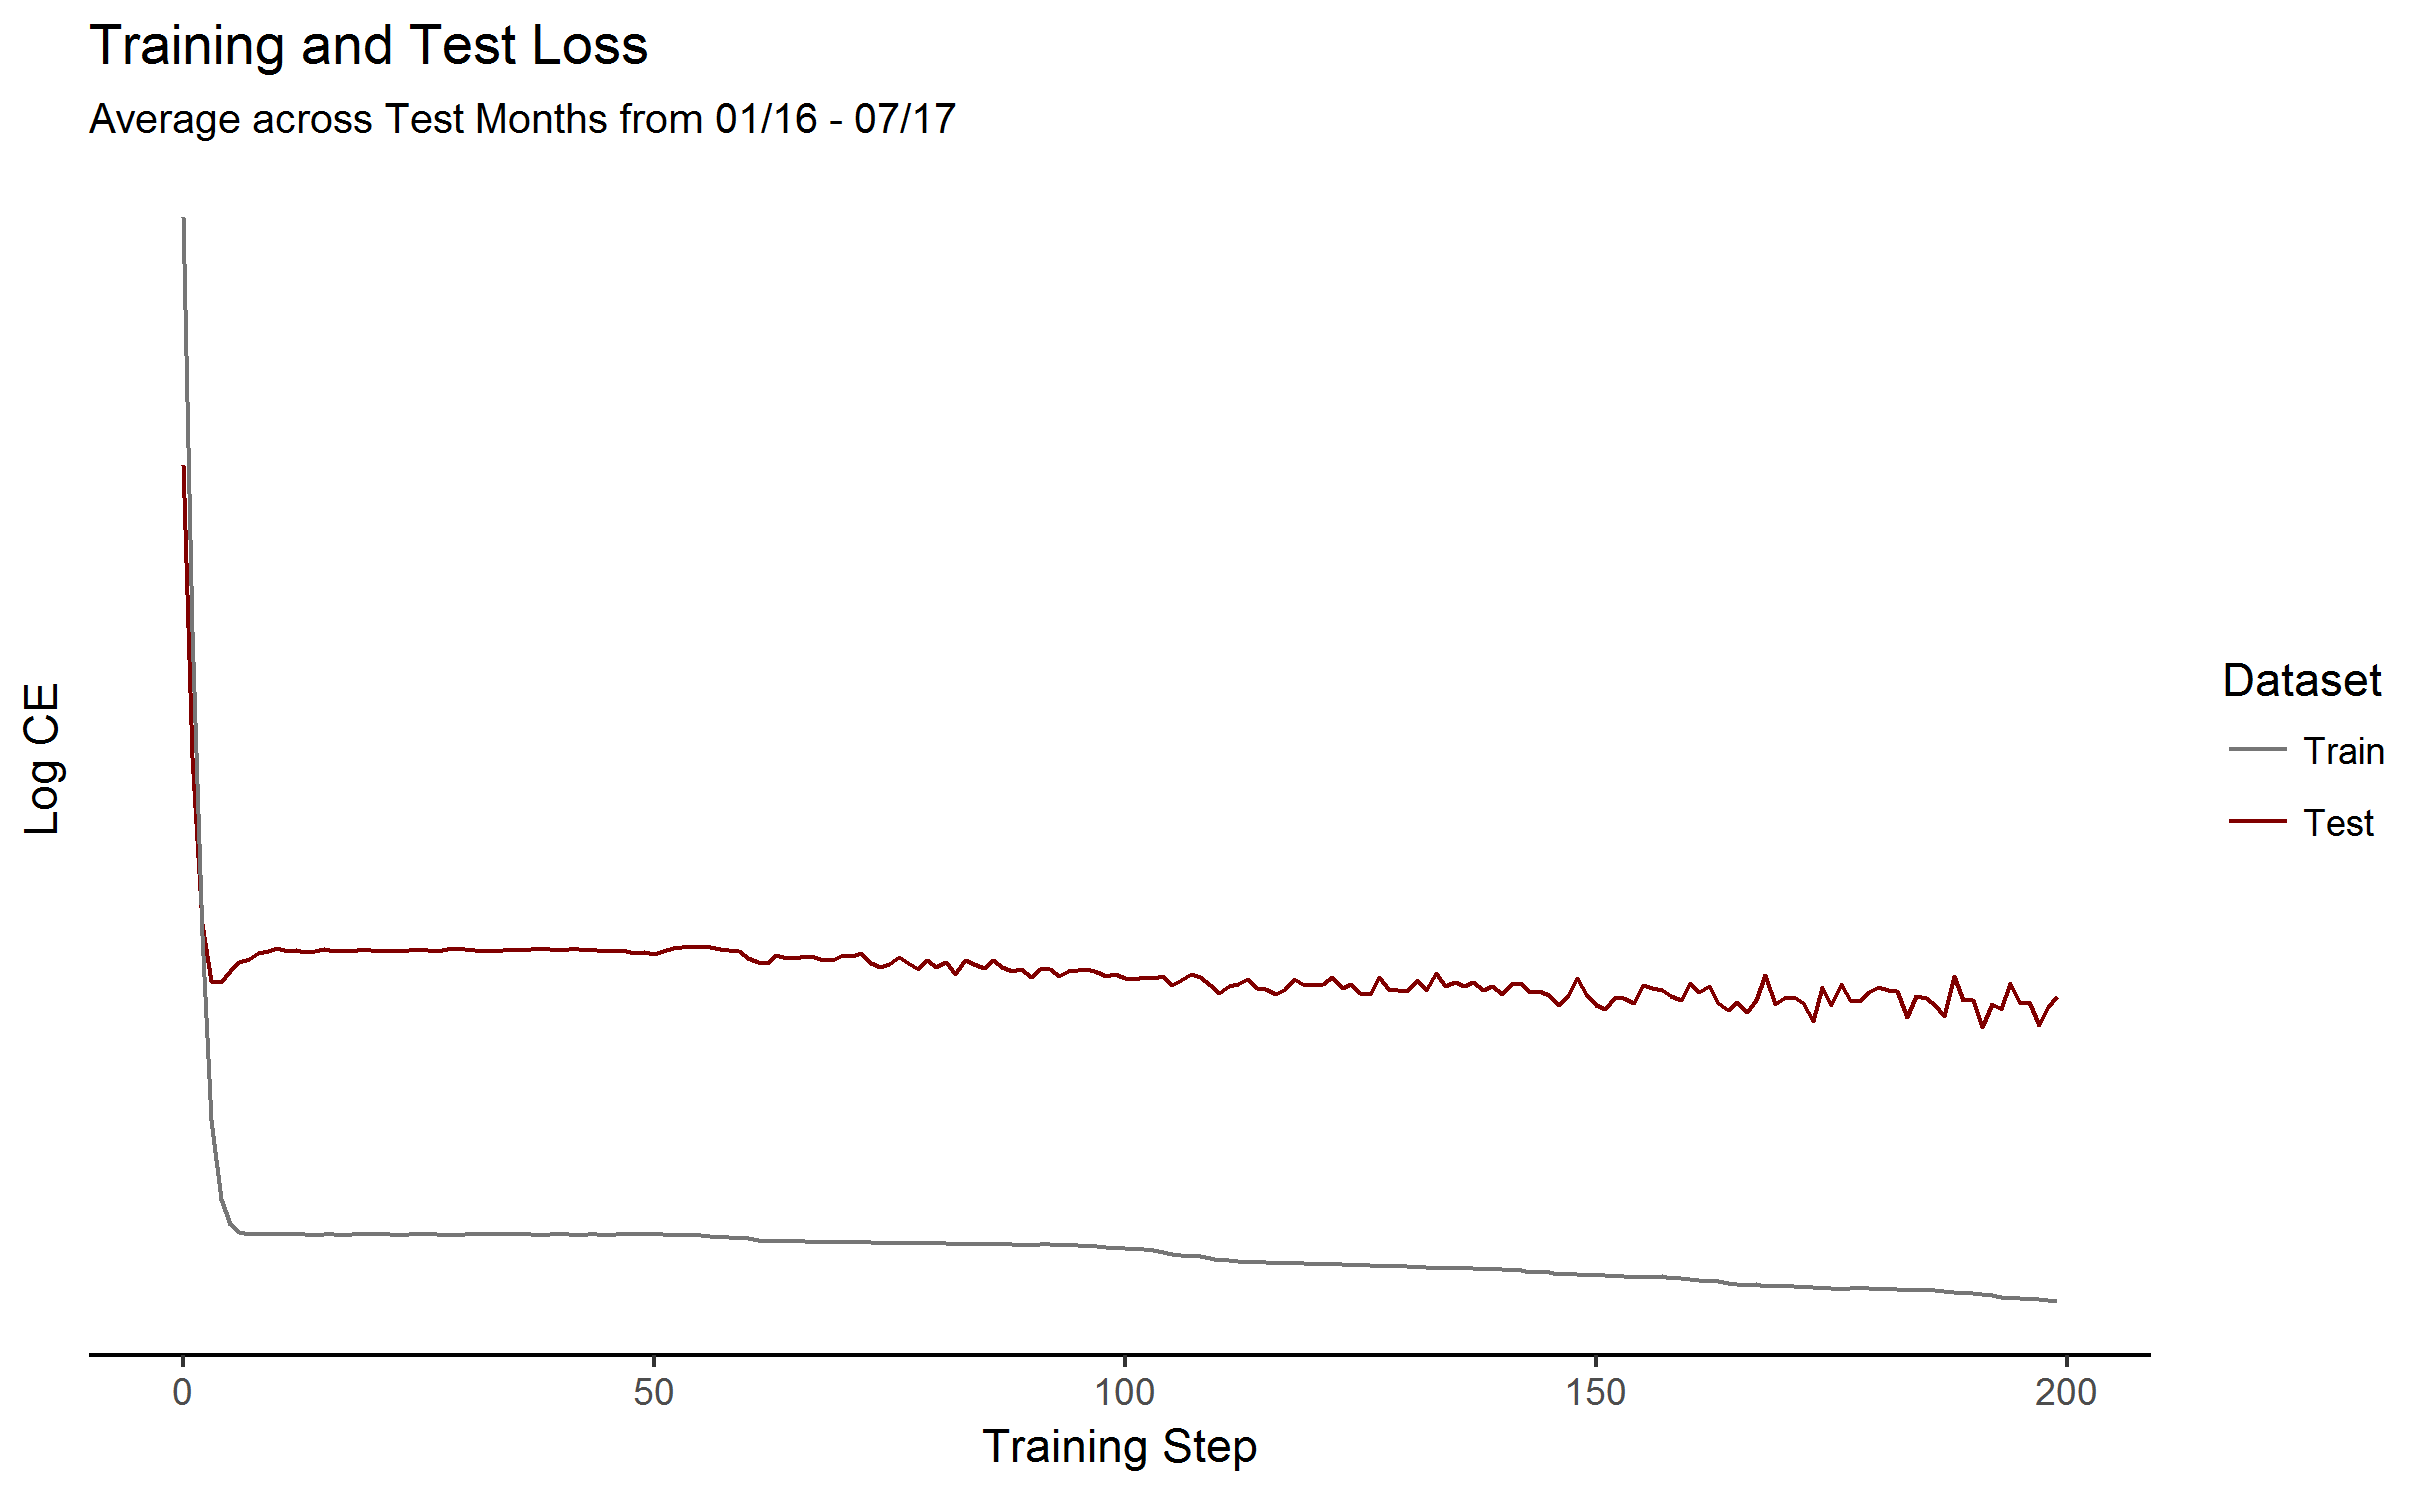 Training and Test Loss
Average across Test Months from 01/16 - 07/17
Log CE
Dataset
Train
Test
0 50 100 150 200
Training Step